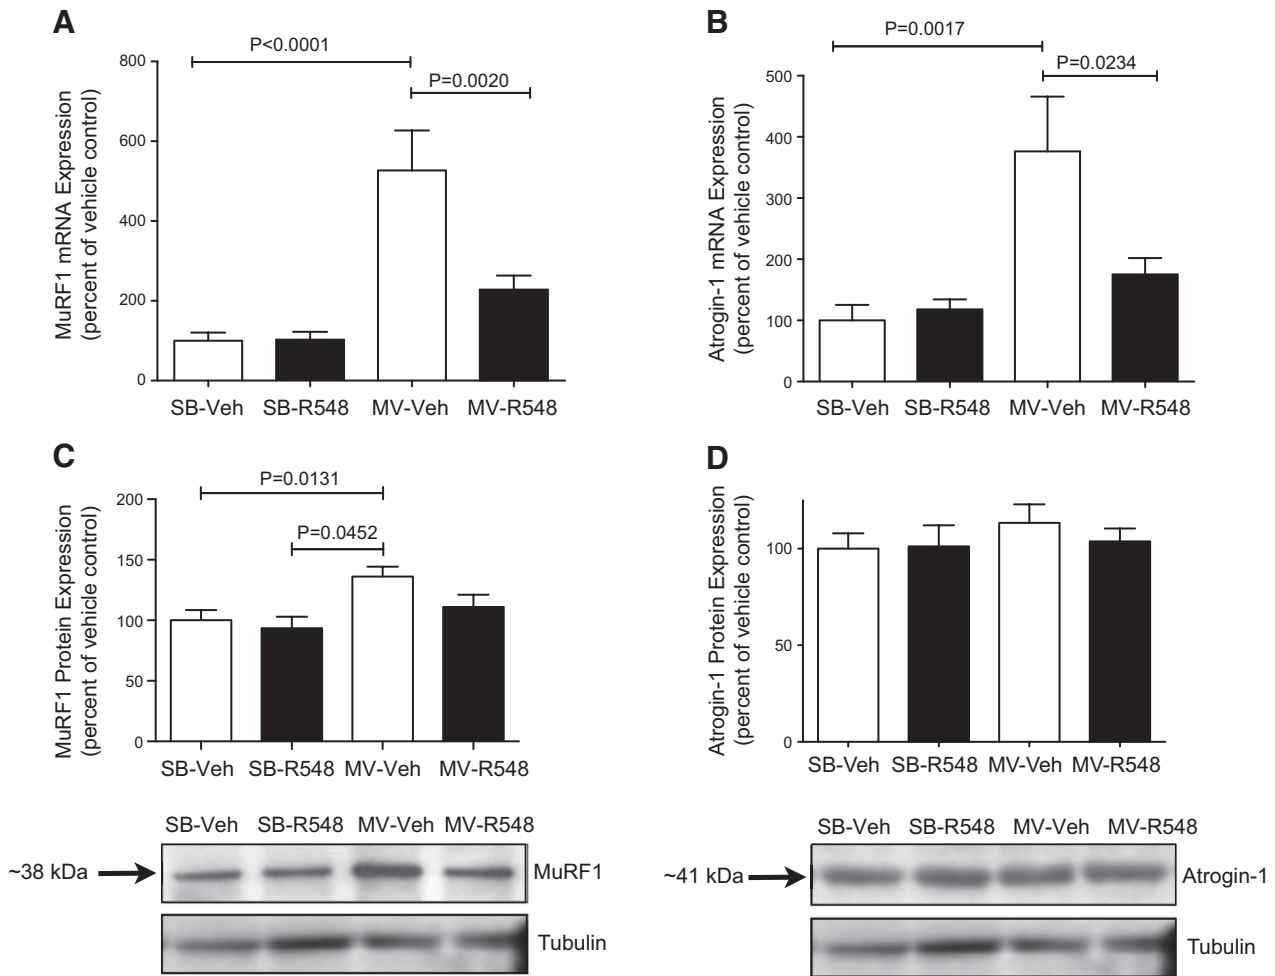 A
P<0.0001
P=0.0020
MuRF1 mRNA Expression
(percent of vehicle control)
800
600
400
200
0
SB-Veh SB-R548 MV-Veh MV-R548
B
P=0.0017
P=0.0234
Atrogin-1 mRNA Expression
(percent of vehicle control)
500
400
300
200
100
0
SB-Veh SB-R548 MV-Veh MV-R548
C
P=0.0131
P=0.0452
MuRF1 Protein Expression
(percent of vehicle control)
200
150
100
50
0
SB-Veh SB-R548 MV-Veh MV-R548
SB-Veh SB-R548 MV-Veh MV-R548
~38 kDa
MuRF1
Tubulin
D
Atrogin-1 Protein Expression
(percent of vehicle control)
100
50
0
SB-Veh SB-R548 MV-Veh MV-R548
SB-Veh SB-R548 MV-Veh MV-R548
~41 kDa
Atrogin-1
Tubulin